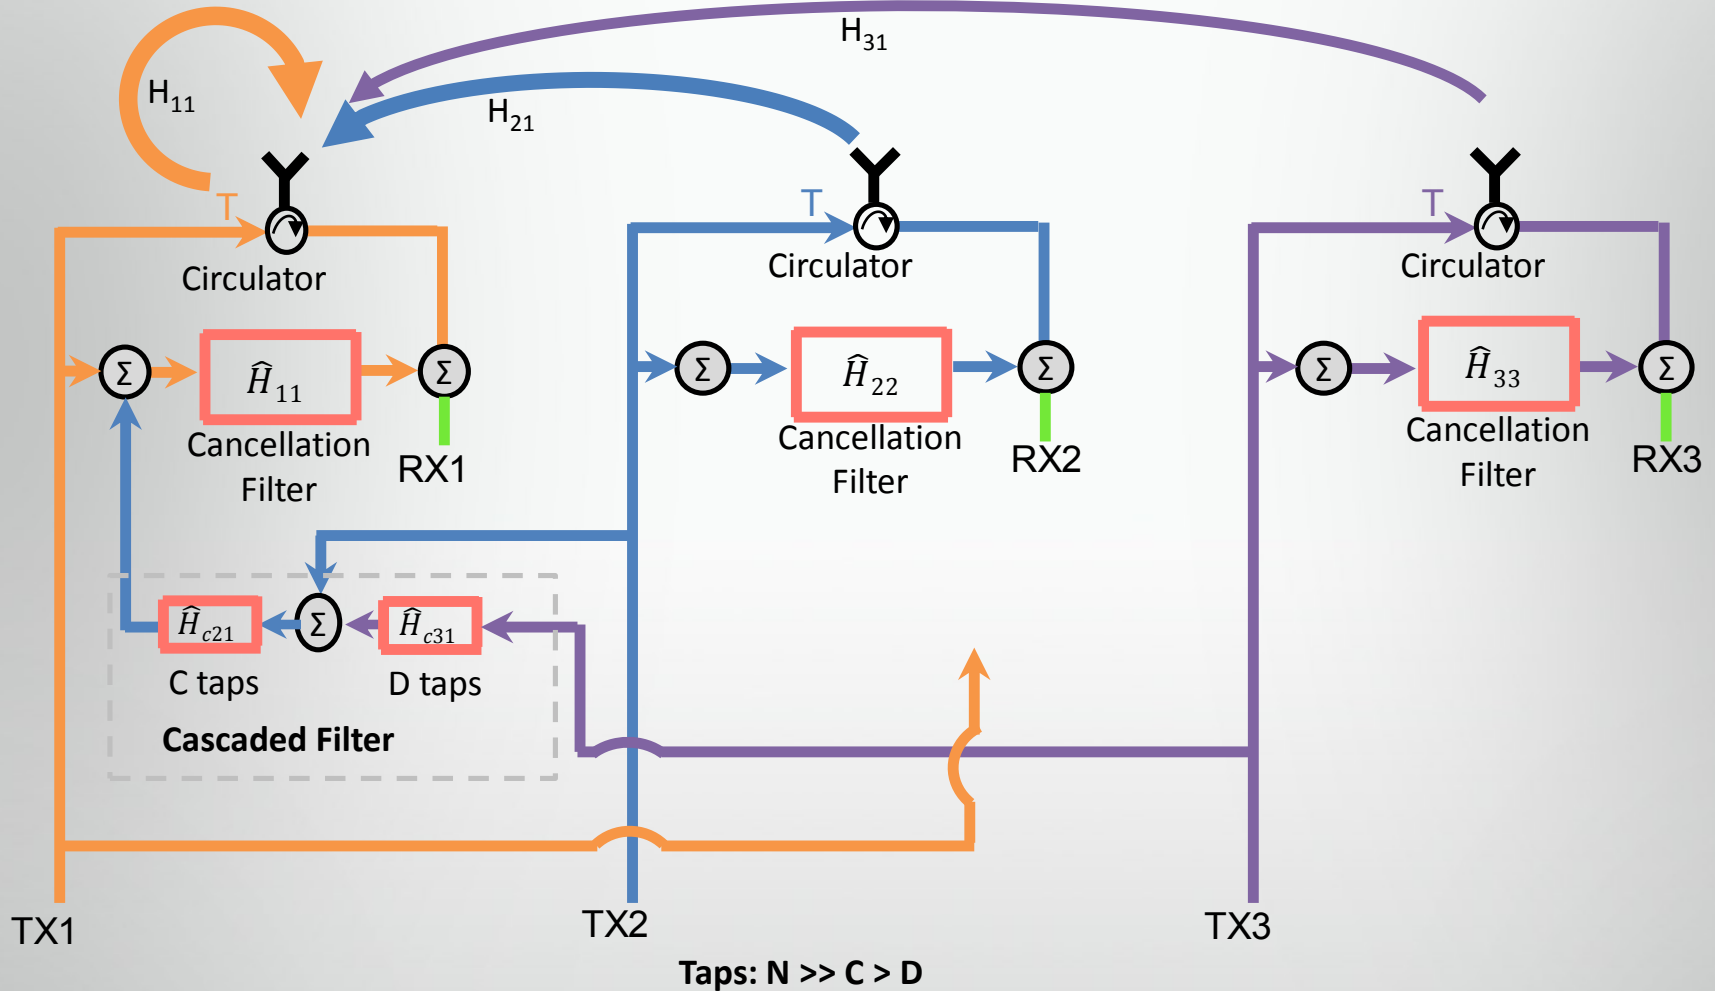 H31
H11
H21
T
T
T
Circulator
Circulator
Circulator
Σ
Ĥ11
Σ
Σ
Ĥ22
Σ
Σ
Ĥ33
Σ
Cancellation
Filter
RX1
Cancellation
Filter
RX2
Cancellation
Filter
RX3
Ĥc21
Σ
Ĥc31
C taps
D taps
Cascaded Filter
TX1
TX2
TX3
Taps: N >> C > D